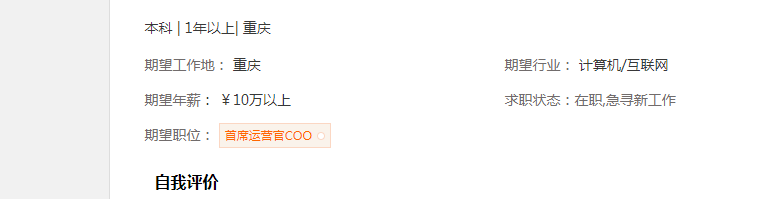 本科 | 1年以上| 重庆
期望工作地： 重庆 期望行业： 计算机/互联网
期望年薪： ￥10万以上 求职状态：在职,急寻新工作
期望职位： 首席运营官COO
自我评价